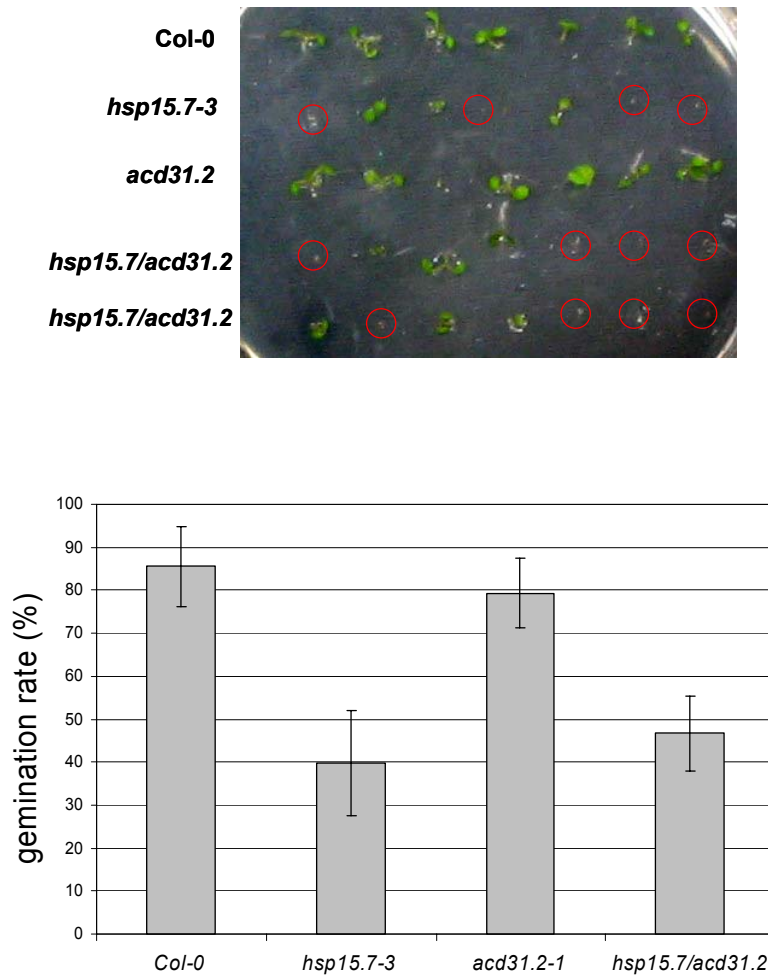 Col-0
hsp15.7-3
acd31.2
hsp15.7/acd31.2
hsp15.7/acd31.2
100
90
80
70
60
50
40
30
20
10
0
gemination rate (%)
Col-0 hsp15.7-3 acd31.2-1 hsp15.7/acd31.2